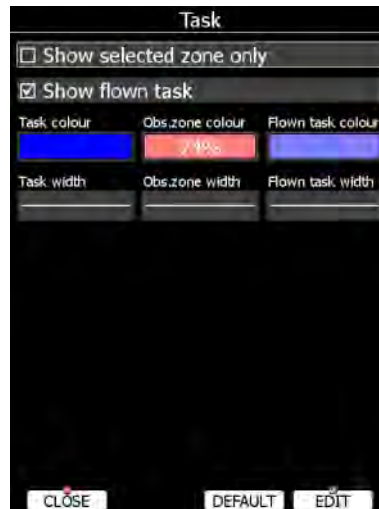 Task
Show selected zone only
Show flown task
Task colour Obs.zone colour Flown task colour
Task width Obs.zone width Flown task width
CLOSE DEFAULT EDIT